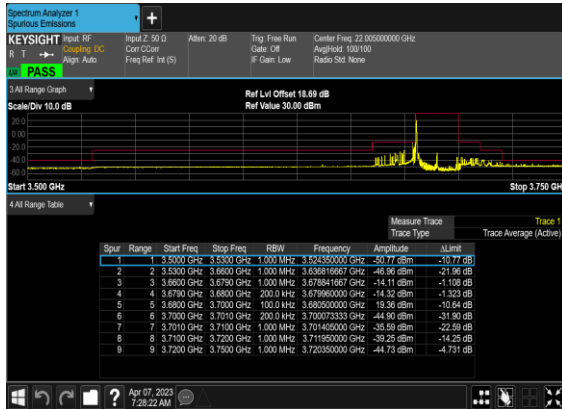 Spectrum Analyzer 1
Spurious Emissions
KEYSIGHT Input: RF Input Z: 50 Ω Atten: 20 dB Trig: Free Run Center Freq: 22.005000000 GHz
R T Coupling: DC Corr CCorr Gate: Off Avg|Hold: 100/100
Align: Auto Freq Ref: Int (S) IF Gain: Low Radio Std: None
PASS
3 All Range Graph
Ref Lvl Offset 18.69 dB
Scale/Div 10.0 dB Ref Value 30.00 dBm
20.0
0.00
-20.0
-40.0
-60.0
Start 3.500 GHz Stop 3.750 GH
4 All Range Table
Measure Trace Trace 1
Trace Type Trace Average (Active)
Spur Range Start Freq Stop Freq RBW Frequency Amplitude ΔLimit
1 1 3.5000 GHz 3.5300 GHz 1.000 MHz 3.524350000 GHz -50.77 dBm -10.77 dB
2 2 3.5300 GHz 3.6600 GHz 1.000 MHz 3.636816667 GHz -46.96 dBm -21.96 dB
3 3 3.6600 GHz 3.6790 GHz 1.000 MHz 3.678841667 GHz -14.11 dBm -1.108 dB
4 4 3.6790 GHz 3.6800 GHz 200.0 kHz 3.679960000 GHz -14.32 dBm -1.323 dB
5 5 3.6800 GHz 3.7000 GHz 100.0 kHz 3.680500000 GHz 19.36 dBm -10.64 dB
6 6 3.7000 GHz 3.7010 GHz 200.0 kHz 3.700073333 GHz -44.90 dBm -31.90 dB
7 7 3.7010 GHz 3.7100 GHz 1.000 MHz 3.701405000 GHz -35.59 dBm -22.59 dB
8 8 3.7100 GHz 3.7200 GHz 1.000 MHz 3.711950000 GHz -39.25 dBm -14.25 dB
9 9 3.7200 GHz 3.7500 GHz 1.000 MHz 3.720350000 GHz -44.73 dBm -4.731 dB
? Apr 07, 2023
7:28:22 AM